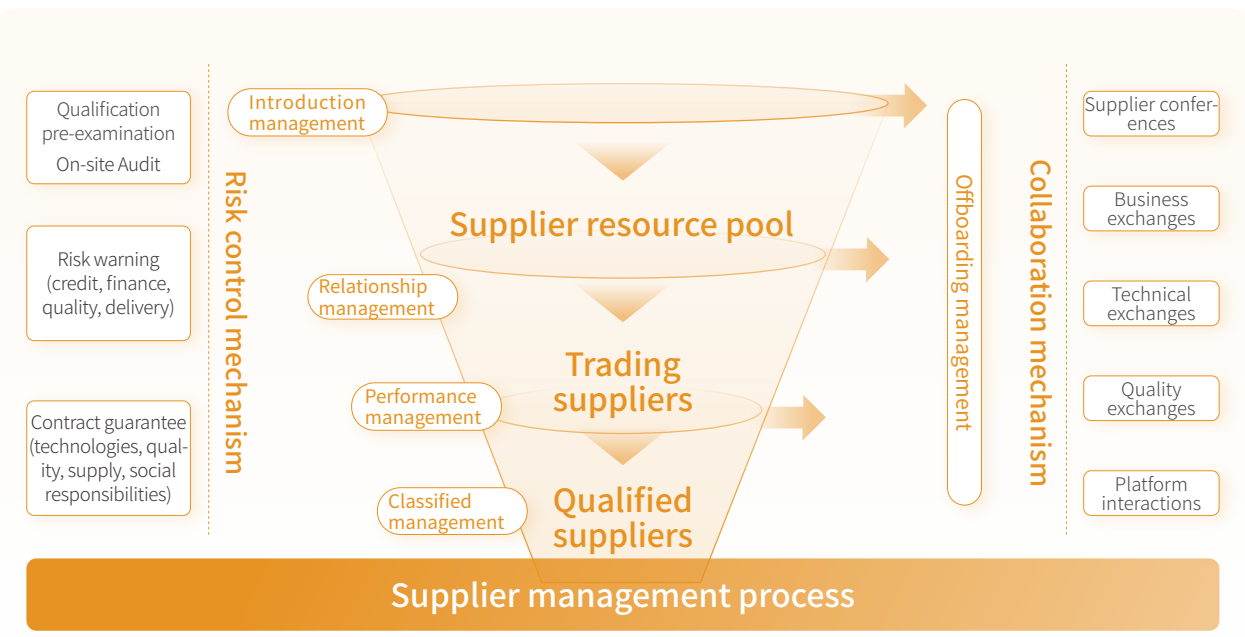 Qualification
pre-examination
On-site Audit
Risk warning
(credit, finance,
quality, delivery)
Contract guarantee
(technologies, qual-
ity, supply, social
responsibilities)
Risk control mechanism
Introduction
management
Supplier resource pool
Relationship
management
Trading
suppliers
Performance
management
Classified
management
Qualified
suppliers
Offboarding management
Collaboration mechanism
Supplier confer-
ences
Business
exchanges
Technical
exchanges
Quality
exchanges
Platform
interactions
Supplier management process